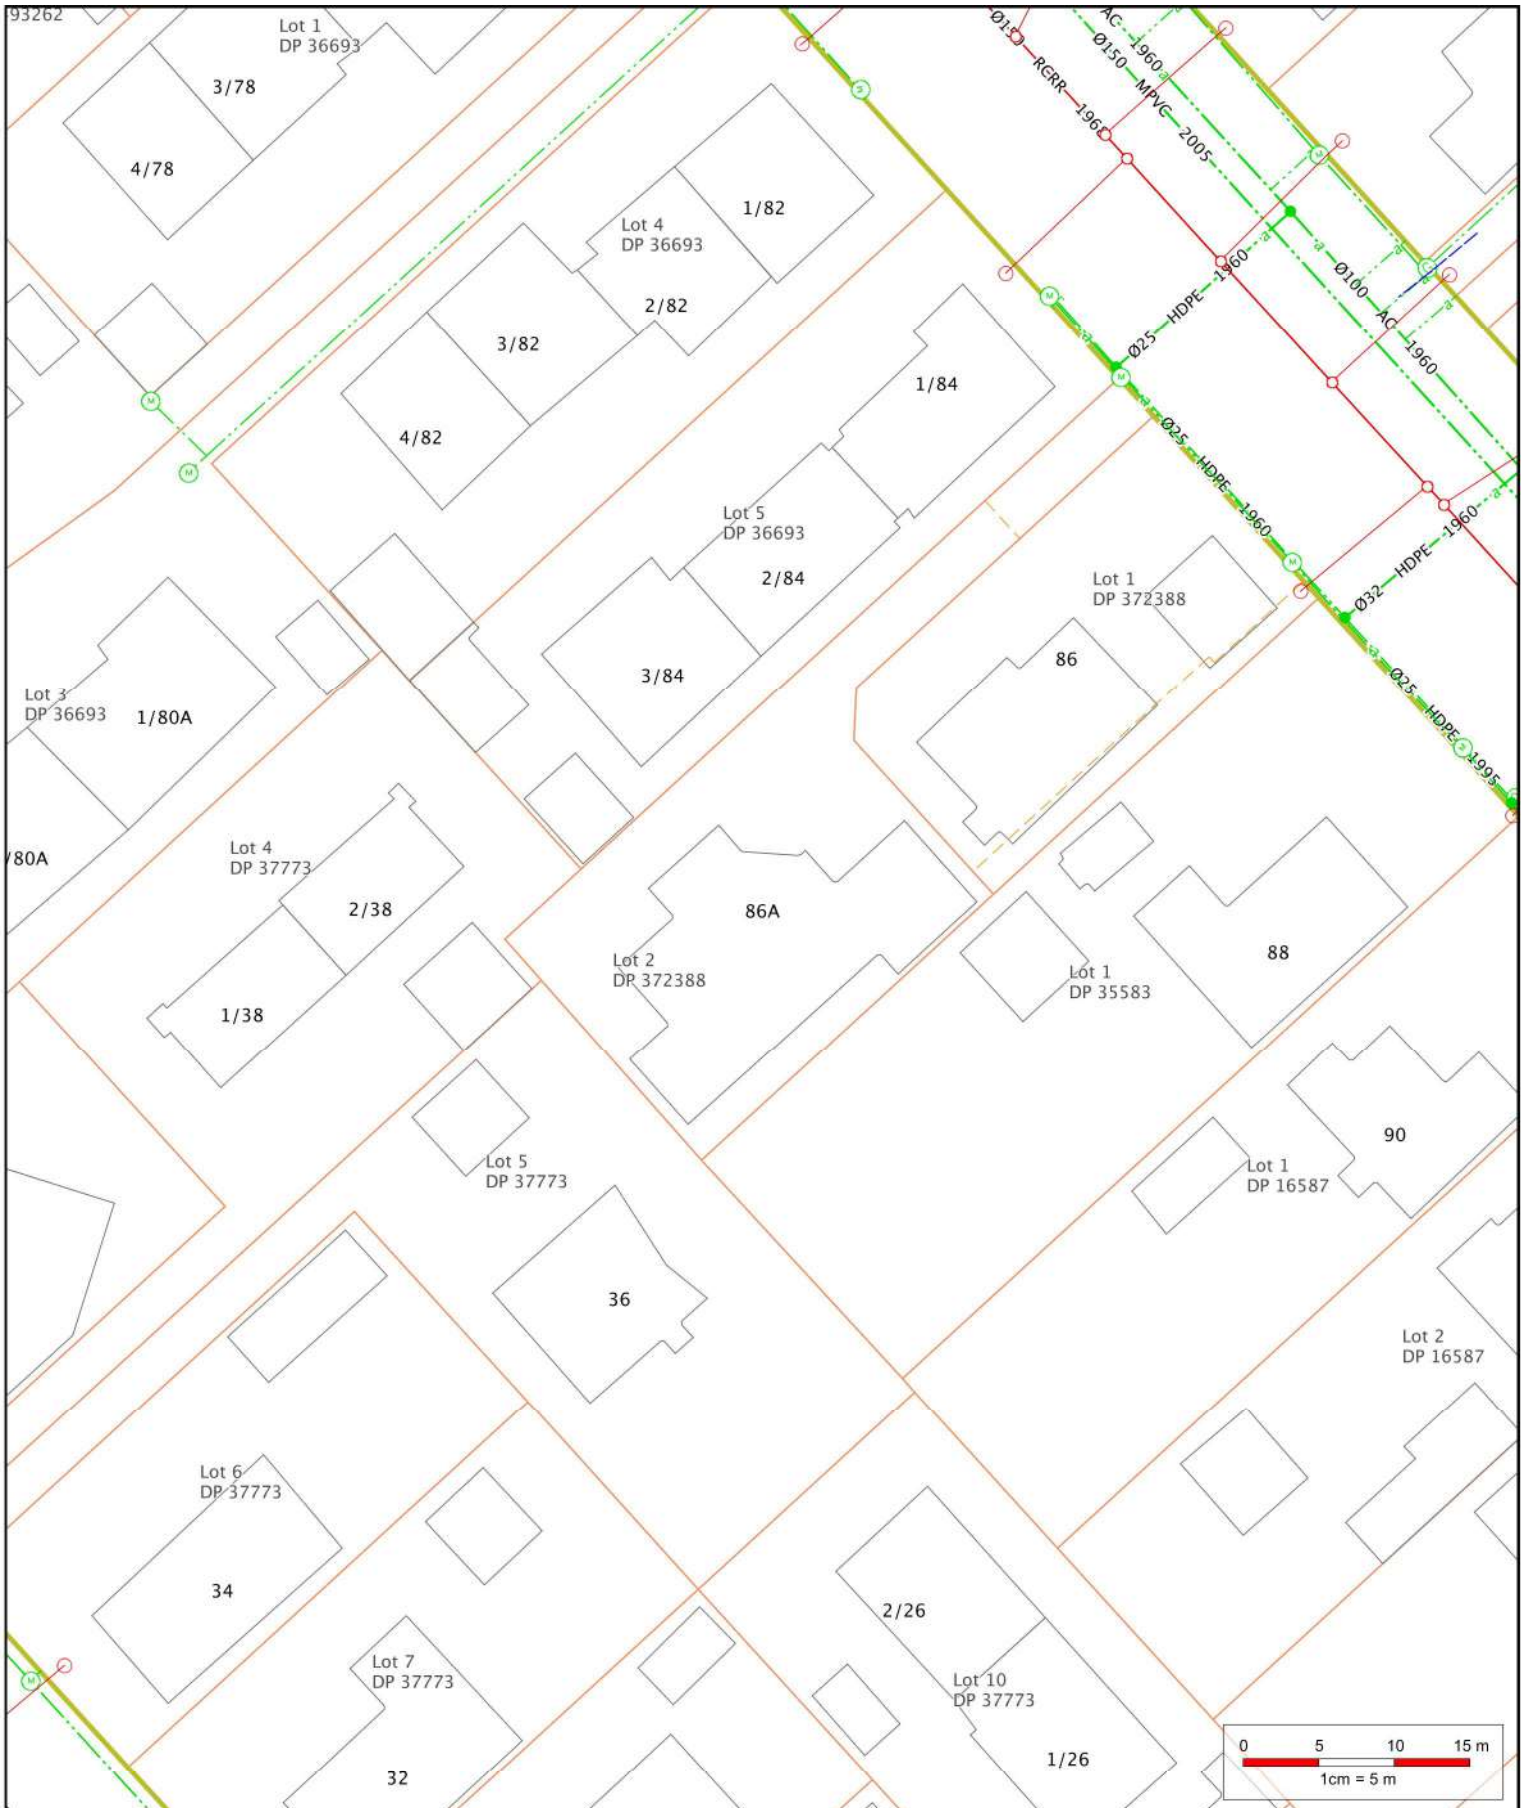 93262
Lot 1
DP 36693
3/78
4/78
Ø150 RCRR 1968
AC 1960
Ø150 MPVC 2005
1/82
Lot 4
DP 36693
2/82
3/82
4/82
Ø25 HDPE 1960
Ø100 AC 1960
1/84
Lot 5
DP 36693
2/84
3/84
Ø25 HDPE 1960
Ø32 HDPE 1960
Lot 1
DP 372388
86
Ø25 HDPE 1995
Lot 3
DP 36693
1/80A
/80A
Lot 4
DP 37773
2/38
1/38
86A
Lot 2
DP 372388
Lot 1
DP 35583
88
90
Lot 1
DP 16587
Lot 5
DP 37773
36
Lot 2
DP 16587
Lot 6
DP 37773
34
Lot 7
DP 37773
32
2/26
Lot 10
DP 37773
1/26
0 5 10 15 m
1cm = 5 m